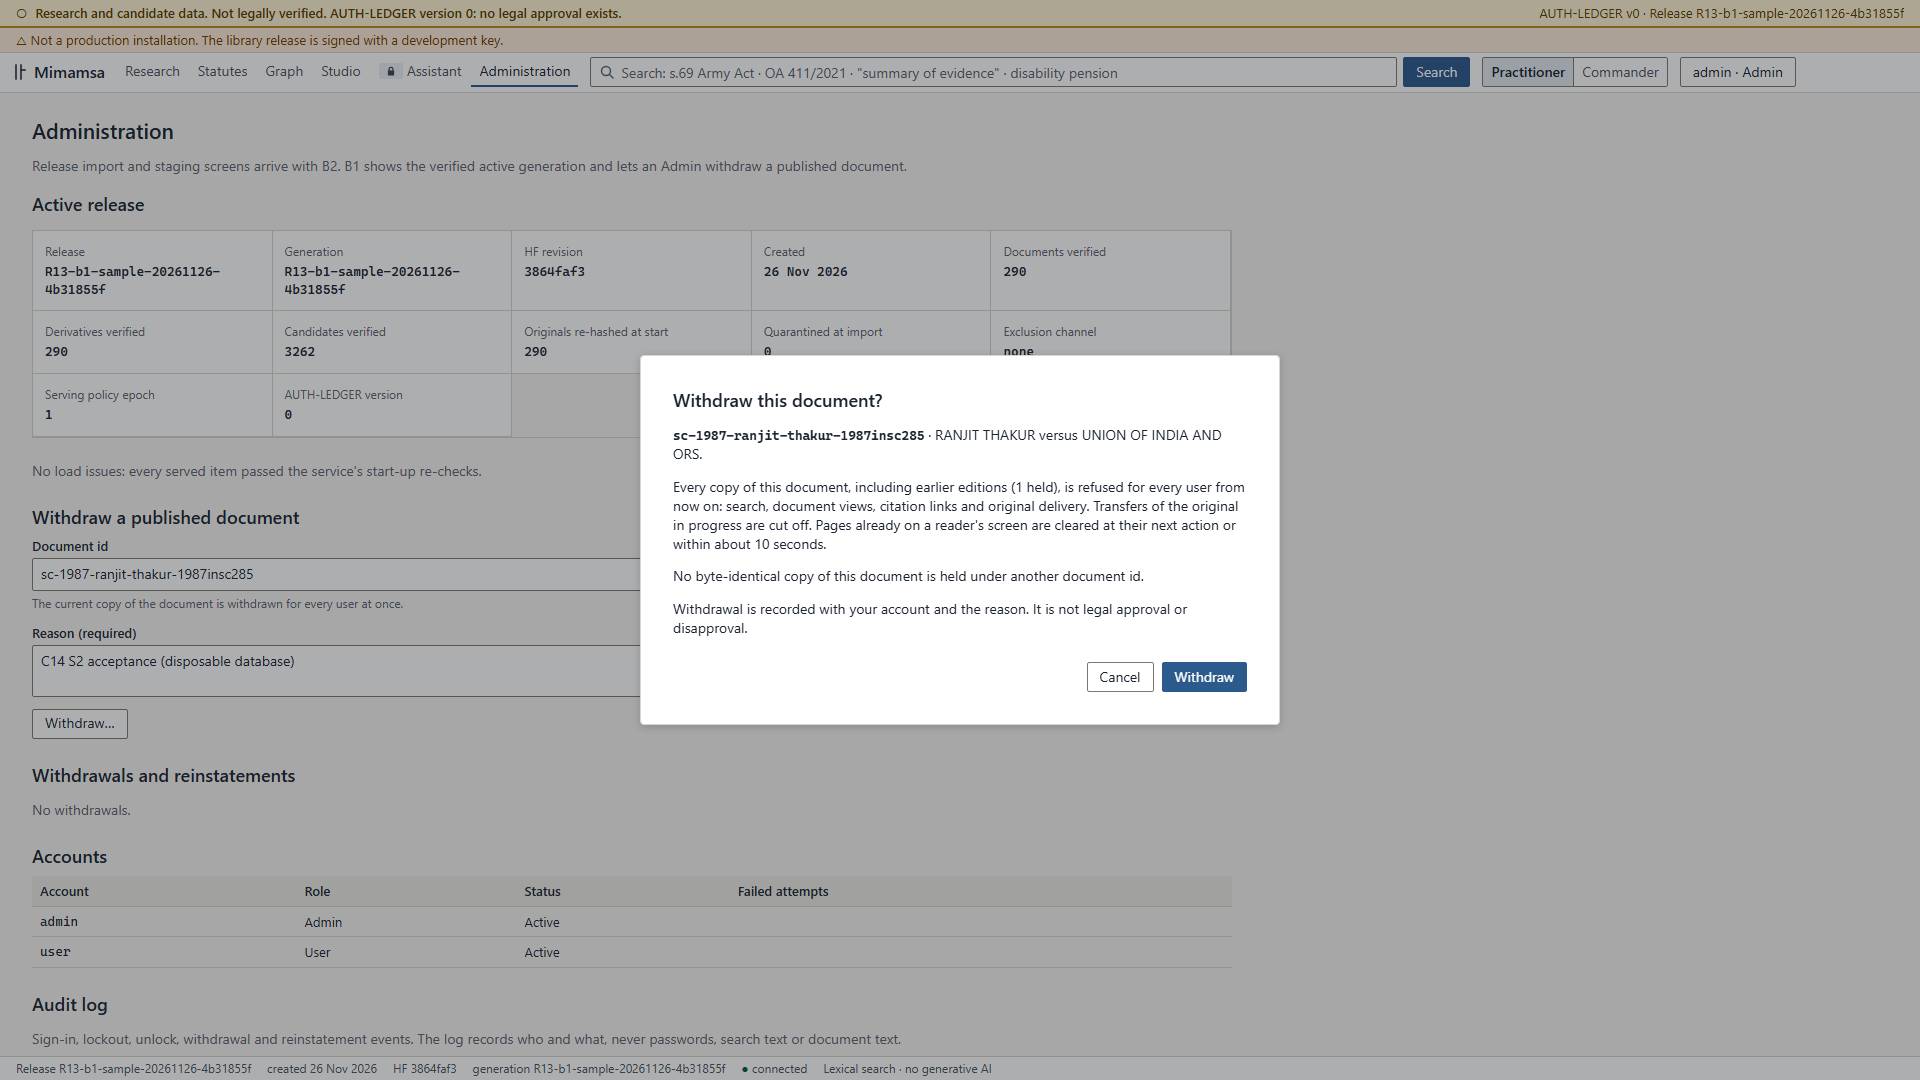 Research and candidate data. Not legally verified. AUTH-LEDGER version 0: no legal approval exists.
AUTH-LEDGER v0 · Release R13-b1-sample-20261126-4b31855f
⚠ Not a production installation. The library release is signed with a development key.
Mimamsa
Research
Statutes
Graph
Studio
Assistant
Administration
Search: s.69 Army Act · OA 411/2021 · "summary of evidence" · disability pension
Search
Practitioner
Commander
admin · Admin
Administration
Release import and staging screens arrive with B2. B1 shows the verified active generation and lets an Admin withdraw a published document.
Active release
Release
R13-b1-sample-20261126-
4b31855f
Generation
R13-b1-sample-20261126-
4b31855f
HF revision
3864faf3
Created
26 Nov 2026
Documents verified
290
Derivatives verified
290
Candidates verified
3262
Originals re-hashed at start
290
Quarantined at import
0
Exclusion channel
none
Serving policy epoch
1
AUTH-LEDGER version
0
No load issues: every served item passed the service's start-up re-checks.
Withdraw a published document
Document id
sc-1987-ranjit-thakur-1987insc285
The current copy of the document is withdrawn for every user at once.
Reason (required)
C14 S2 acceptance (disposable database)
Withdraw...
Withdraw this document?
sc-1987-ranjit-thakur-1987insc285 · RANJIT THAKUR versus UNION OF INDIA AND
ORS.
Every copy of this document, including earlier editions (1 held), is refused for every user from
now on: search, document views, citation links and original delivery. Transfers of the original
in progress are cut off. Pages already on a reader's screen are cleared at their next action or
within about 10 seconds.
No byte-identical copy of this document is held under another document id.
Withdrawal is recorded with your account and the reason. It is not legal approval or
disapproval.
Cancel
Withdraw
Withdrawals and reinstatements
No withdrawals.
Accounts
Account Role Status Failed attempts
admin Admin Active
user User Active
Audit log
Sign-in, lockout, unlock, withdrawal and reinstatement events. The log records who and what, never passwords, search text or document text.
Release R13-b1-sample-20261126-4b31855f created 26 Nov 2026 HF 3864faf3 generation R13-b1-sample-20261126-4b31855f ● connected Lexical search · no generative AI